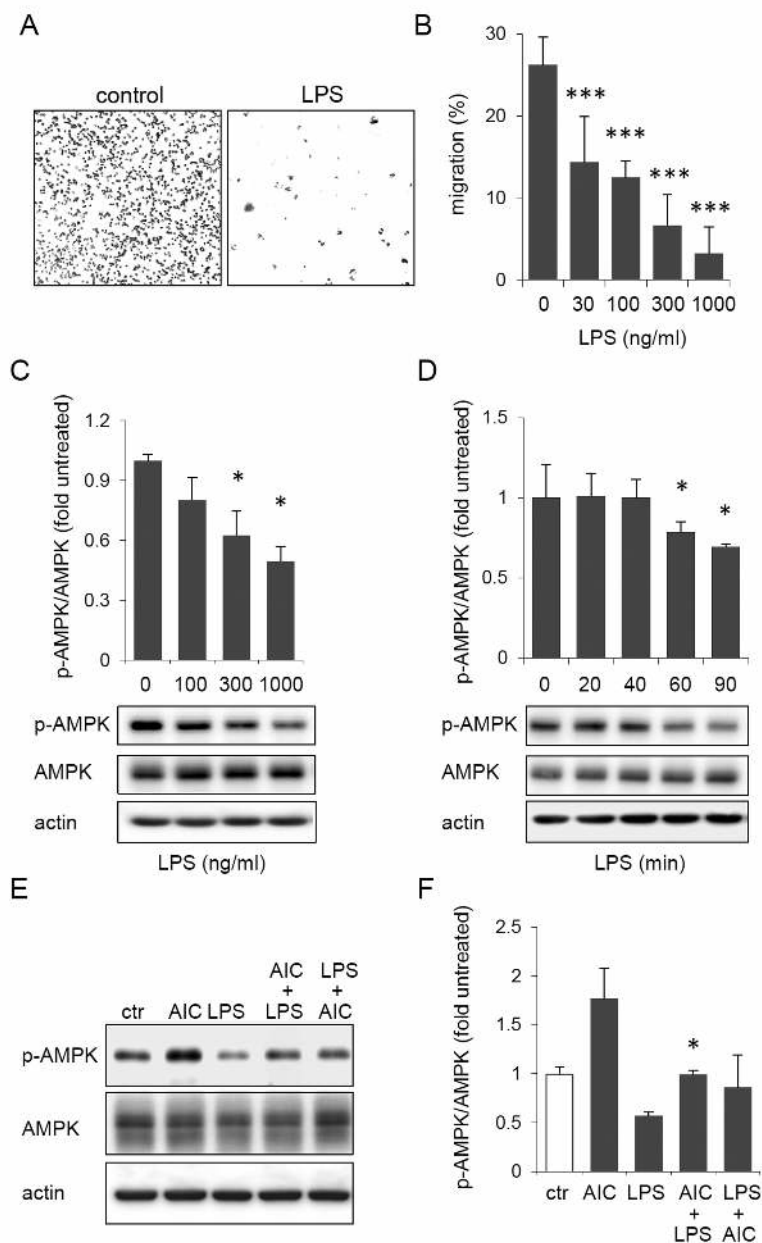 A
control LPS
B
migration (%)
30
20
10
0
***
***
***
***
0 30 100 300 1000
LPS (ng/ml)
C
p-AMPK/AMPK (fold untreated)
1.2
0.9
0.6
0.3
0
*
*
0 100 300 1000
p-AMPK
AMPK
actin
LPS (ng/ml)
D
p-AMPK/AMPK (fold untreated)
1.5
1
0.5
0
*
*
0 20 40 60 90
p-AMPK
AMPK
actin
LPS (min)
E
AIC LPS
+ +
ctr AIC LPS LPS AIC
p-AMPK
AMPK
actin
F
p-AMPK/AMPK (fold untreated)
2.5
2
1.5
1
0.5
0
*
ctr AIC LPS AIC LPS
+ +
LPS AIC